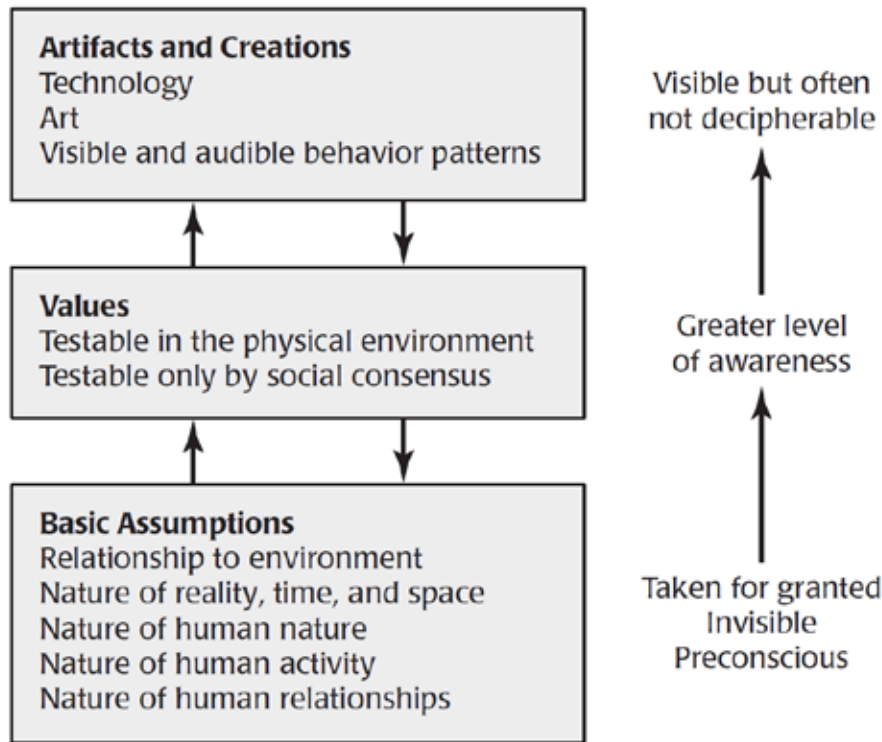 Artifacts and Creations
Technology
Art
Visible and audible behavior patterns
Visible but often
not decipherable
Values
Testable in the physical environment
Testable only by social consensus
Greater level
of awareness
Basic Assumptions
Relationship to environment
Nature of reality, time, and space
Nature of human nature
Nature of human activity
Nature of human relationships
Taken for granted
Invisible
Preconscious